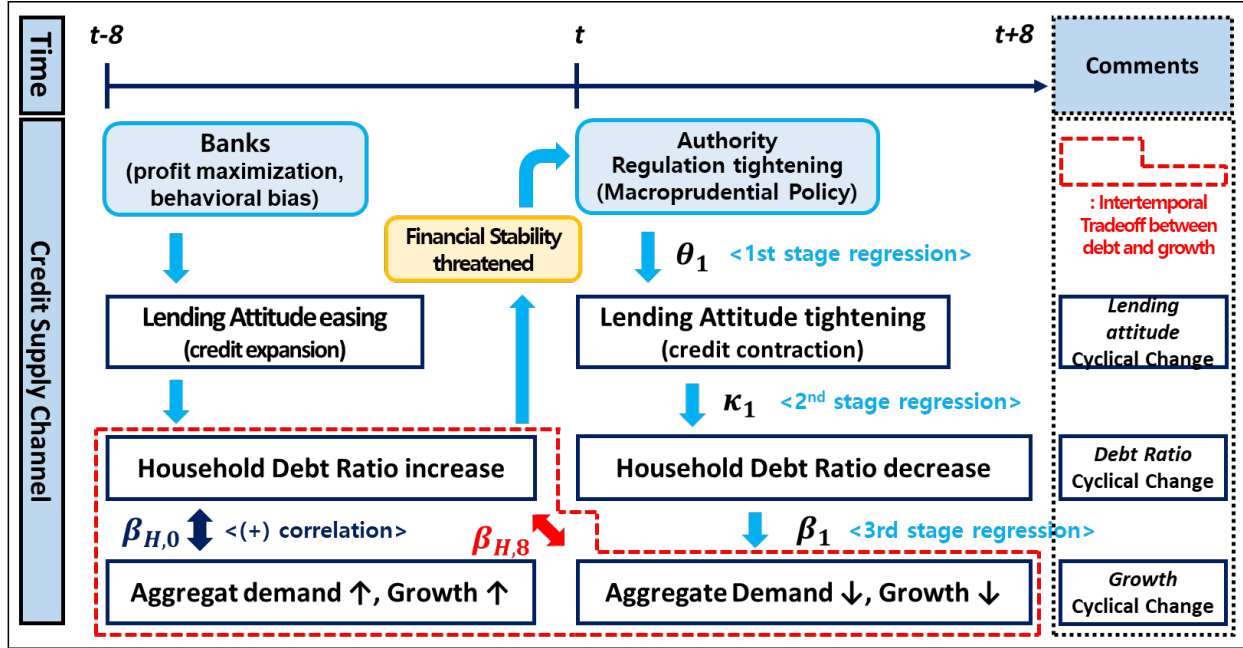 Time
t-8
t
t+8
Comments
Credit Supply Channel
Banks
(profit maximization,
behavioral bias)
Authority
Regulation tightening
(Macroprudential Policy)
: Intertemporal
Tradeoff between
debt and growth
Financial Stability
threatened
θ₁ <1st stage regression>
Lending Attitude easing
(credit expansion)
Lending Attitude tightening
(credit contraction)
Lending
attitude
Cyclical Change
κ₁ <2ⁿᵈ stage regression>
Household Debt Ratio increase
Household Debt Ratio decrease
Debt Ratio
Cyclical Change
β_{H,0} <(+) correlation>
β_{H,8}
β₁ <3rd stage regression>
Aggregat demand ↑, Growth ↑
Aggregate Demand ↓, Growth ↓
Growth
Cyclical Change